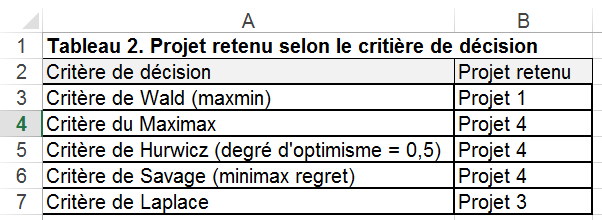 A B
1 Tableau 2. Projet retenu selon le critière de décision
2 Critère de décision Projet retenu
3 Critère de Wald (maxmin) Projet 1
4 Critère du Maximax Projet 4
5 Critère de Hurwicz (degré d'optimisme = 0,5) Projet 4
6 Critère de Savage (minimax regret) Projet 4
7 Critère de Laplace Projet 3